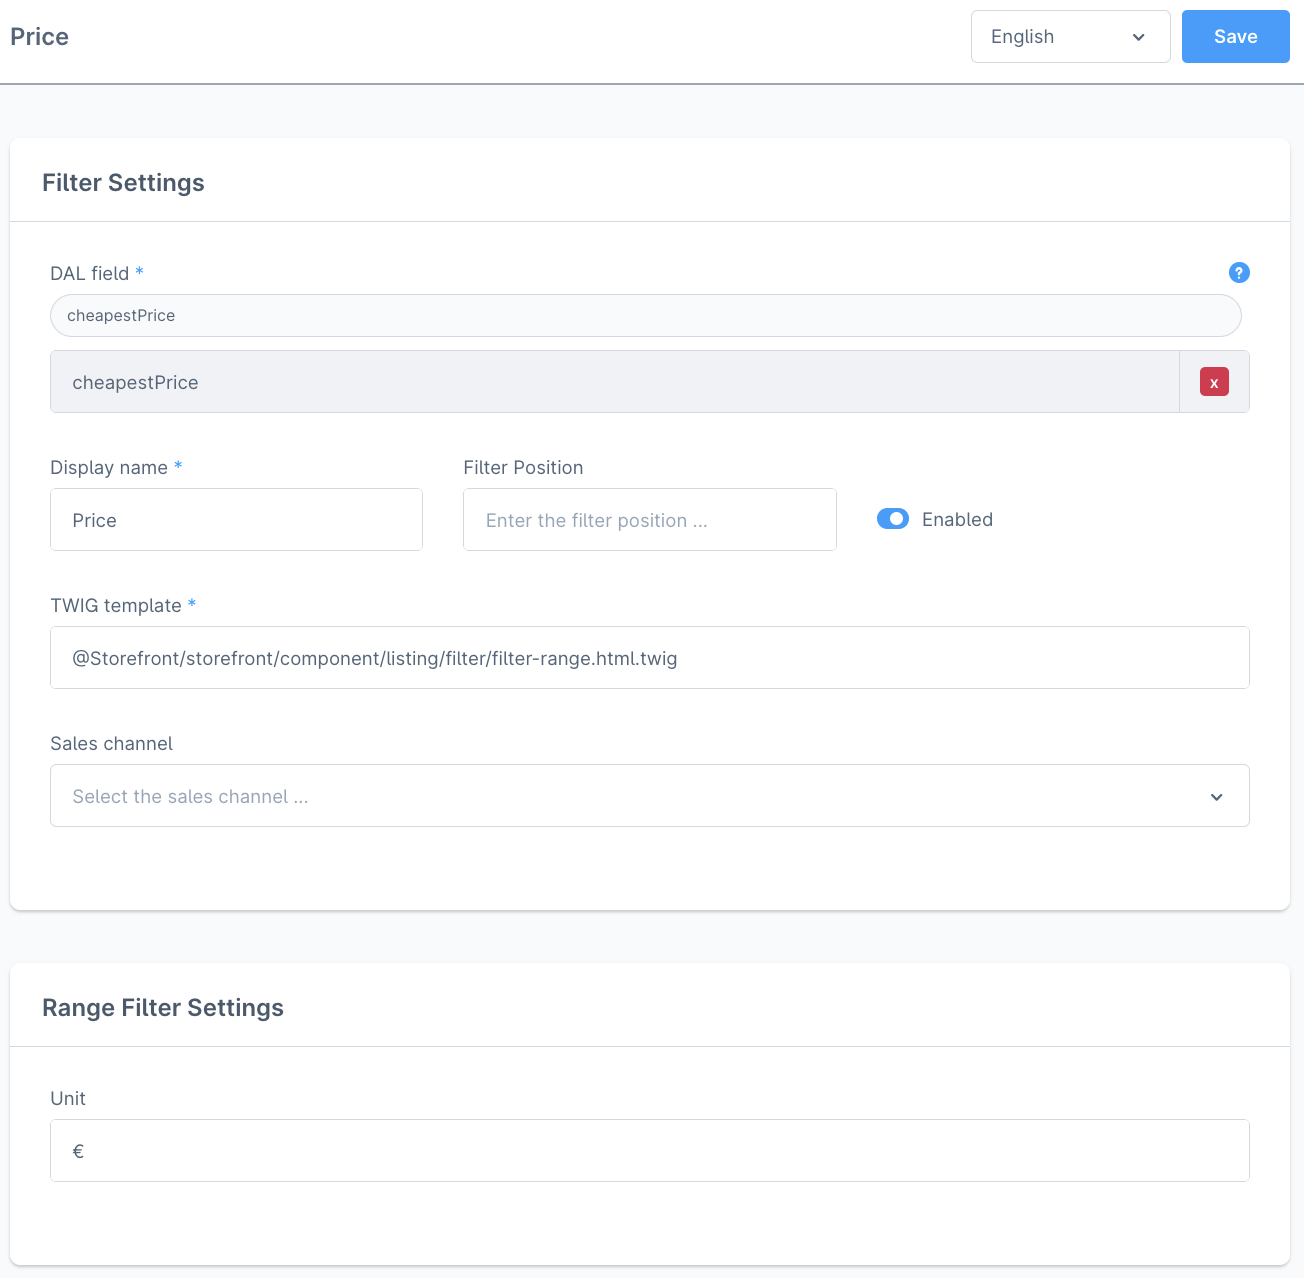 Price
English
Save
Filter Settings
DAL field *
?
cheapestPrice
cheapestPrice
x
Display name *
Filter Position
Price
Enter the filter position ...
Enabled
TWIG template *
@Storefront/storefront/component/listing/filter/filter-range.html.twig
Sales channel
Select the sales channel ...
Range Filter Settings
Unit
€